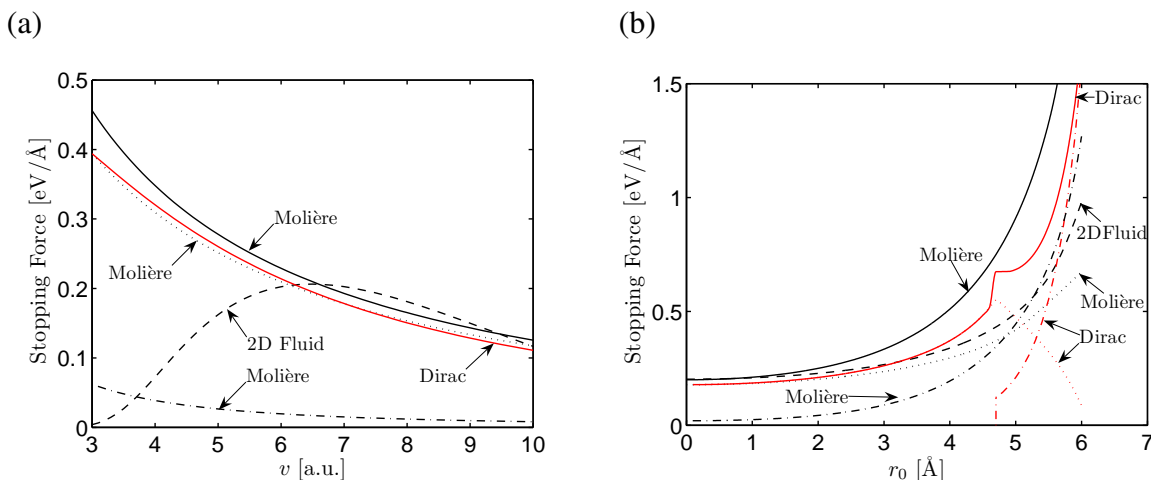 (a)
(b)
Stopping Force [eV/Å]
0.5
0.4
0.3
0.2
0.1
0
Molière
Molière
2D Fluid
Molière
Dirac
3 4 5 6 7 8 9 10
v [a.u.]
Stopping Force [eV/Å]
1.5
1
0.5
0
Dirac
2DFluid
Molière
Molière
Dirac
Molière
0 1 2 3 4 5 6 7
r₀ [Å]